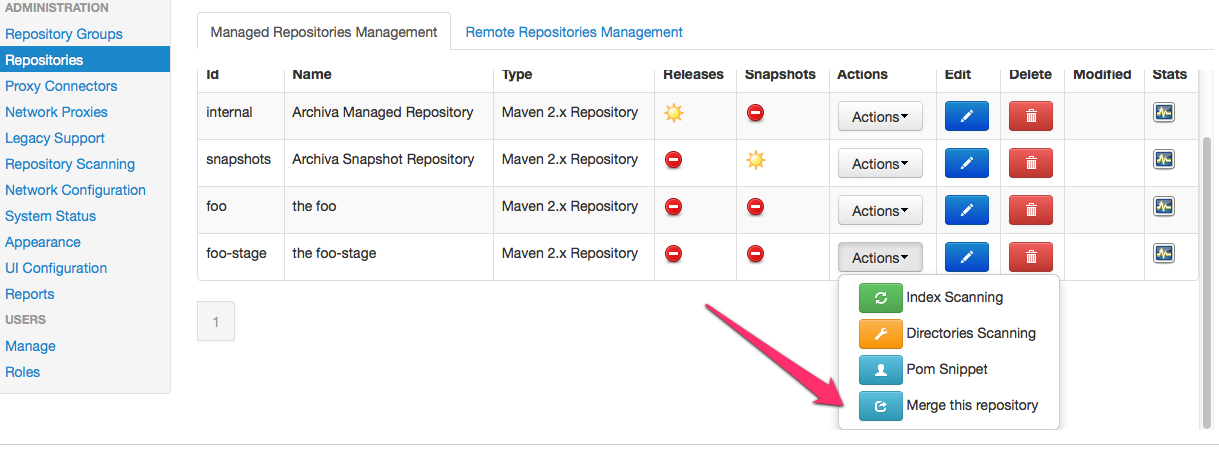 ADMINISTRATION
Repository Groups
Repositories
Proxy Connectors
Network Proxies
Legacy Support
Repository Scanning
Network Configuration
System Status
Appearance
UI Configuration
Reports
USERS
Manage
Roles
Managed Repositories Management Remote Repositories Management
Id Name Type Releases Snapshots Actions Edit Delete Modified Stats
internal Archiva Managed Repository Maven 2.x Repository Actions
snapshots Archiva Snapshot Repository Maven 2.x Repository Actions
foo the foo Maven 2.x Repository Actions
foo-stage the foo-stage Maven 2.x Repository Actions
Index Scanning
Directories Scanning
Pom Snippet
Merge this repository
1